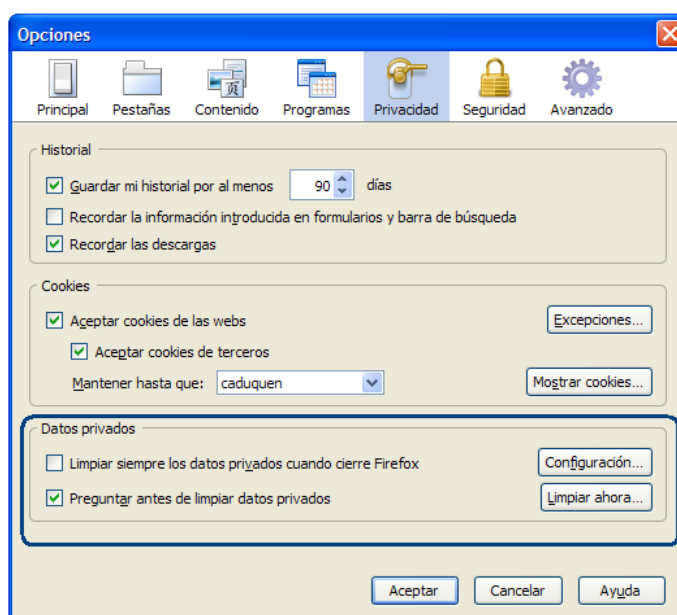 Opciones
Principal Pestañas Contenido Programas Privacidad Seguridad Avanzado
Historial
Guardar mi historial por al menos 90 días
Recordar la información introducida en formularios y barra de búsqueda
Recordar las descargas
Cookies
Aceptar cookies de las webs Excepciones...
Aceptar cookies de terceros
Mantener hasta que: caduquen Mostrar cookies...
Datos privados
Limpiar siempre los datos privados cuando cierre Firefox Configuración...
Preguntar antes de limpiar datos privados Limpiar ahora...
Aceptar Cancelar Ayuda